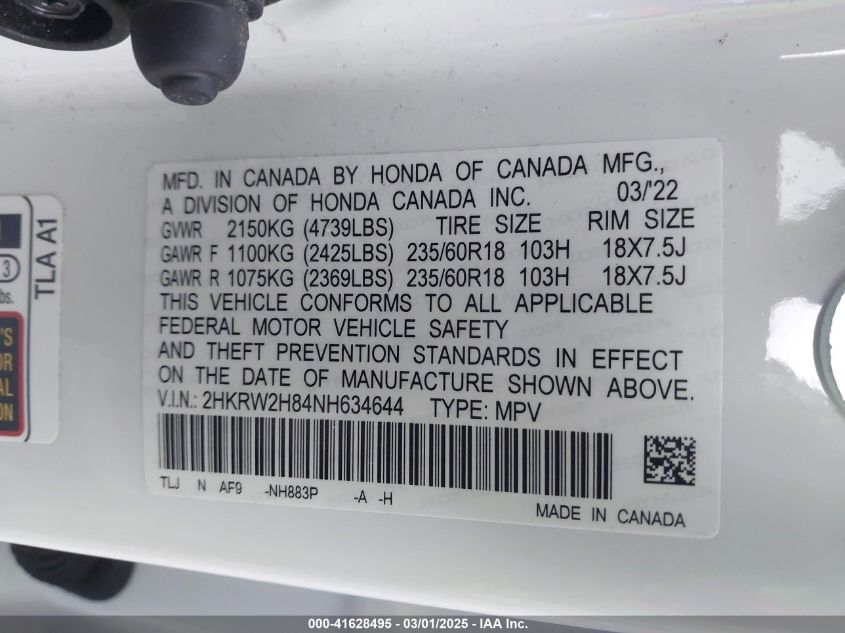 MFD. IN CANADA BY HONDA OF CANADA MFG.,
A DIVISION OF HONDA CANADA INC. 03/'22
GVWR 2150KG (4739LBS) TIRE SIZE RIM SIZE
GAWR F 1100KG (2425LBS) 235/60R18 103H 18X7.5J
GAWR R 1075KG (2369LBS) 235/60R18 103H 18X7.5J
THIS VEHICLE CONFORMS TO ALL APPLICABLE
FEDERAL MOTOR VEHICLE SAFETY
AND THEFT PREVENTION STANDARDS IN EFFECT
ON THE DATE OF MANUFACTURE SHOWN ABOVE.
V.I.N.: 2HKRW2H84NH634644 TYPE: MPV
TLJ N AF9 -NH883P -A -H
MADE IN CANADA
TLA A1
3
lbs.
000-41628495 - 03/01/2025 - IAA Inc.